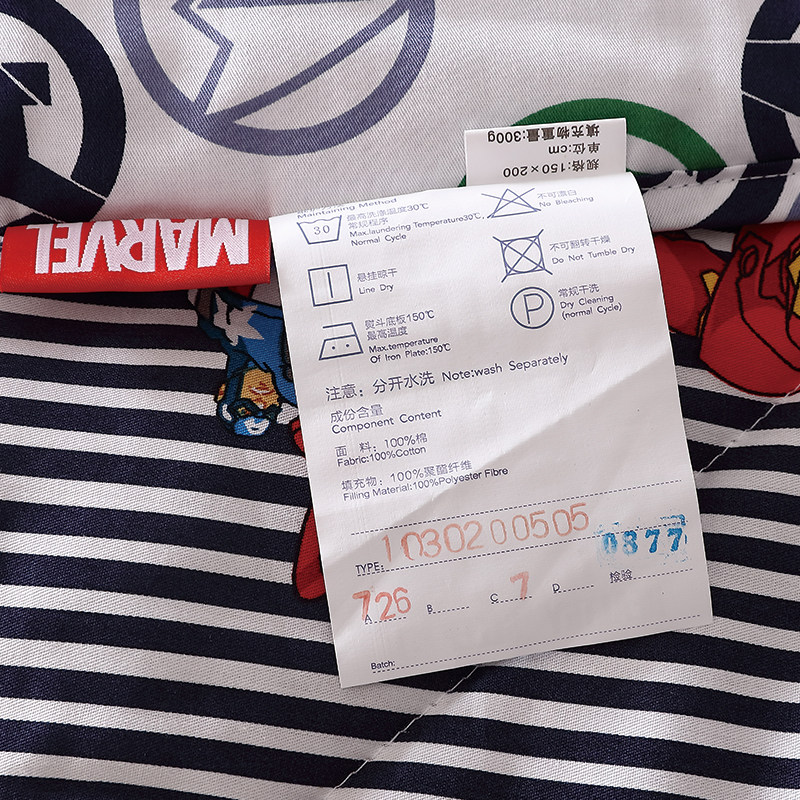 规格:150×200
单位:cm
填充物重量:300g
MARVEL
Maintaining Method
30
最高洗涤温度30℃
常规程序
Max.laundering Temperature30℃,
Normal Cycle
不可漂白
No Bleaching
悬挂晾干
Line Dry
不可翻转干燥
Do Not Tumble Dry
熨斗底板150℃
最高温度
Max.temperature
Of Iron Plate:150℃
P
常规干洗
Dry Cleaning
(normal Cycle)
注意：分开水洗 Note:wash Separately
成份含量
Component Content
面 料：100%棉
Fabric:100%Cotton
填充物：100%聚酯纤维
Filling Material:100%Polyester Fibre
TYPE: 1030200505
0877
A 726 B C 7 D 检验
Batch: